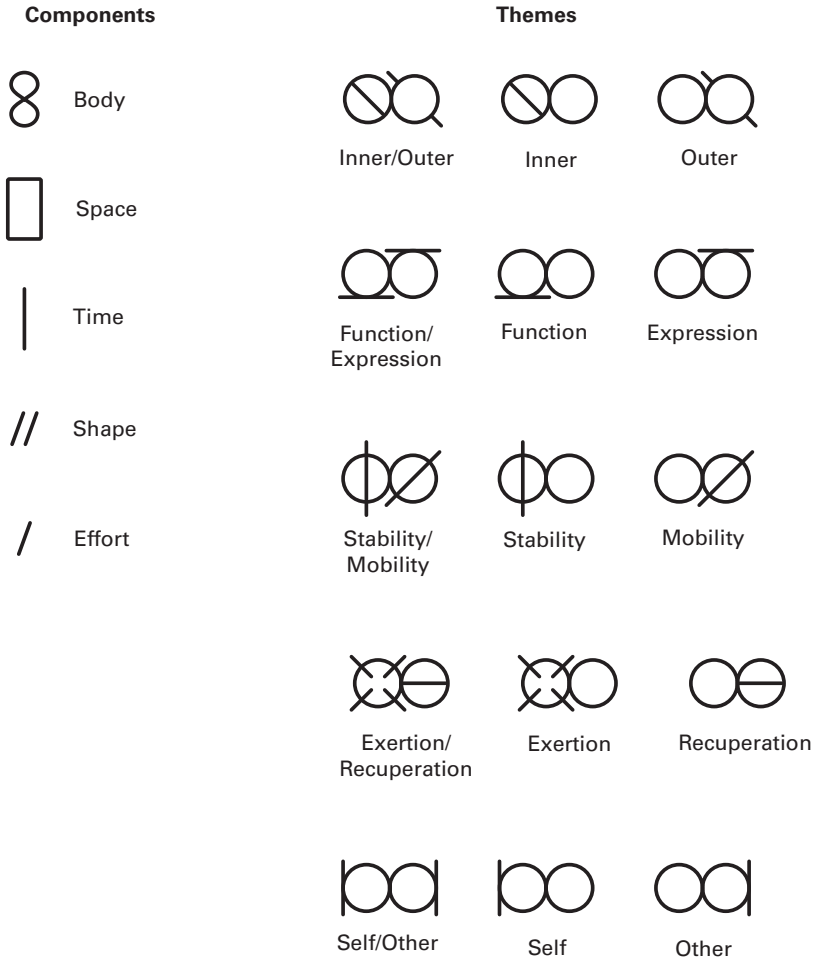 Components
Themes
Body
Space
Time
Shape
Effort
Inner/Outer
Inner
Outer
Function/
Expression
Function
Expression
Stability/
Mobility
Stability
Mobility
Exertion/
Recuperation
Exertion
Recuperation
Self/Other
Self
Other